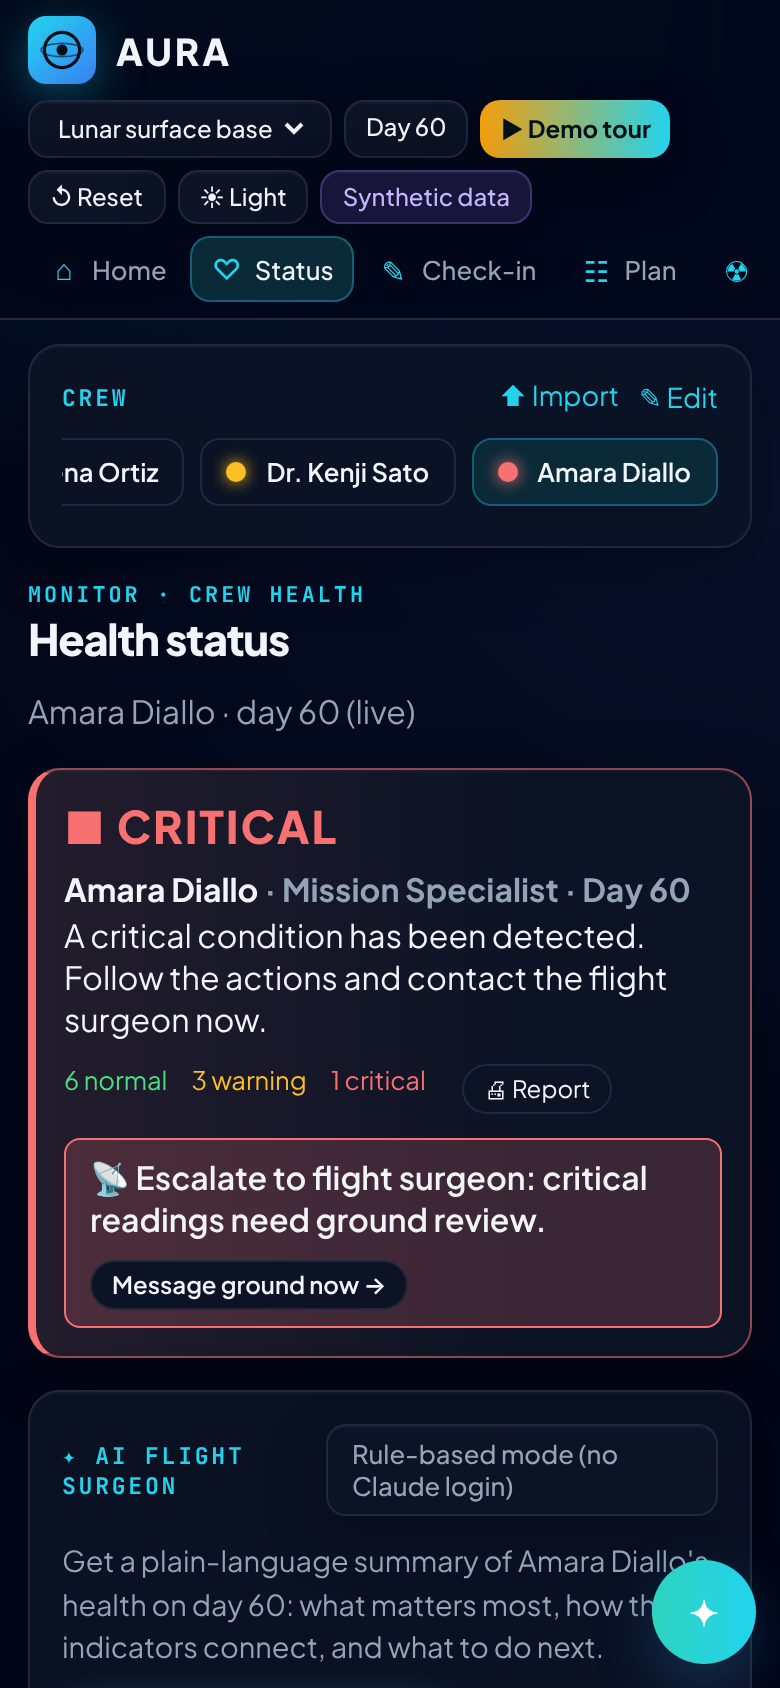 AURA
Lunar surface base
Day 60
▶ Demo tour
↺ Reset
☀ Light
Synthetic data
Home
Status
Check-in
Plan
CREW
Import
✎ Edit
na Ortiz
Dr. Kenji Sato
Amara Diallo
MONITOR · CREW HEALTH
Health status
Amara Diallo · day 60 (live)
CRITICAL
Amara Diallo · Mission Specialist · Day 60
A critical condition has been detected.
Follow the actions and contact the flight
surgeon now.
6 normal 3 warning 1 critical
Report
Escalate to flight surgeon: critical
readings need ground review.
Message ground now →
✦ AI FLIGHT
SURGEON
Rule-based mode (no
Claude login)
Get a plain-language summary of Amara Diallo's
health on day 60: what matters most, how
indicators connect, and what to do next.